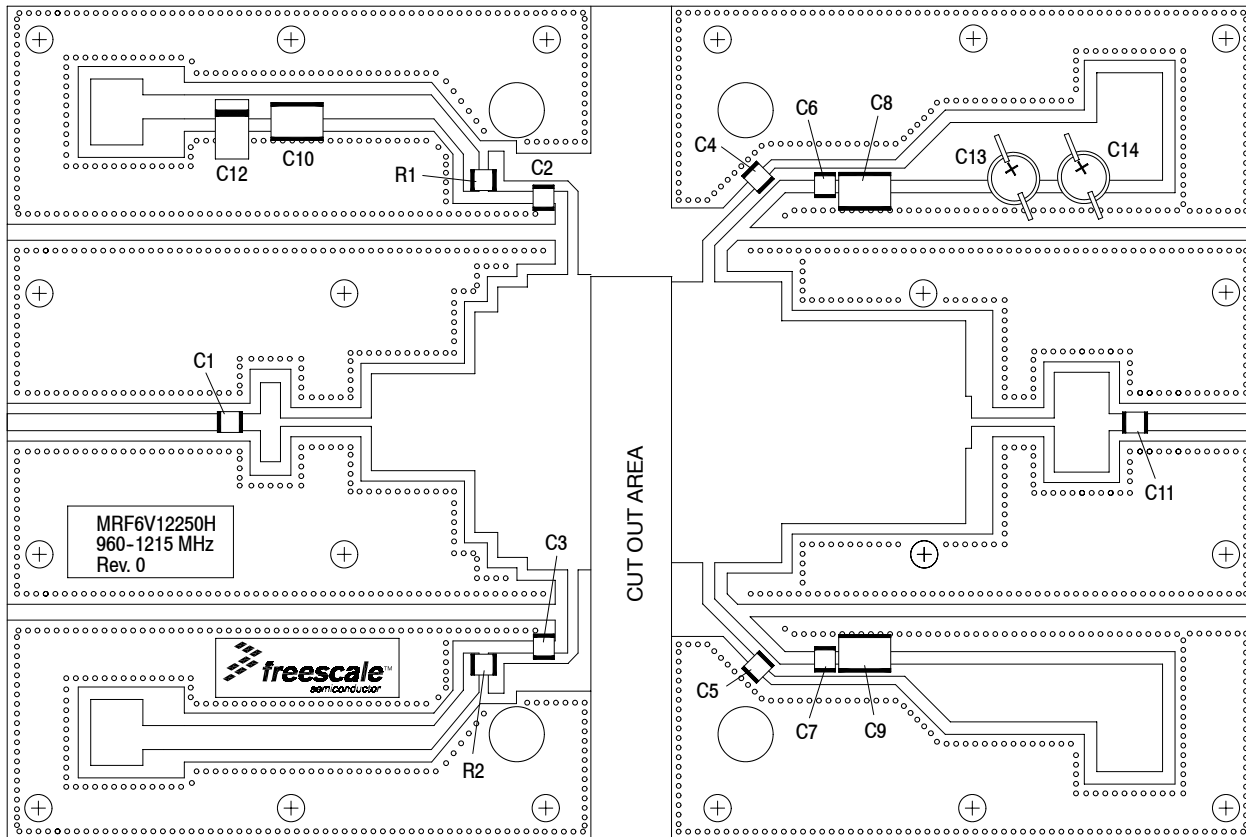 C12
C10
R1
C2
C4
C6
C8
C13
C14
C1
C11
MRF6V12250H
960-1215 MHz
Rev. 0
C3
CUT OUT AREA
freescale™
semiconductor
R2
C5
C7
C9